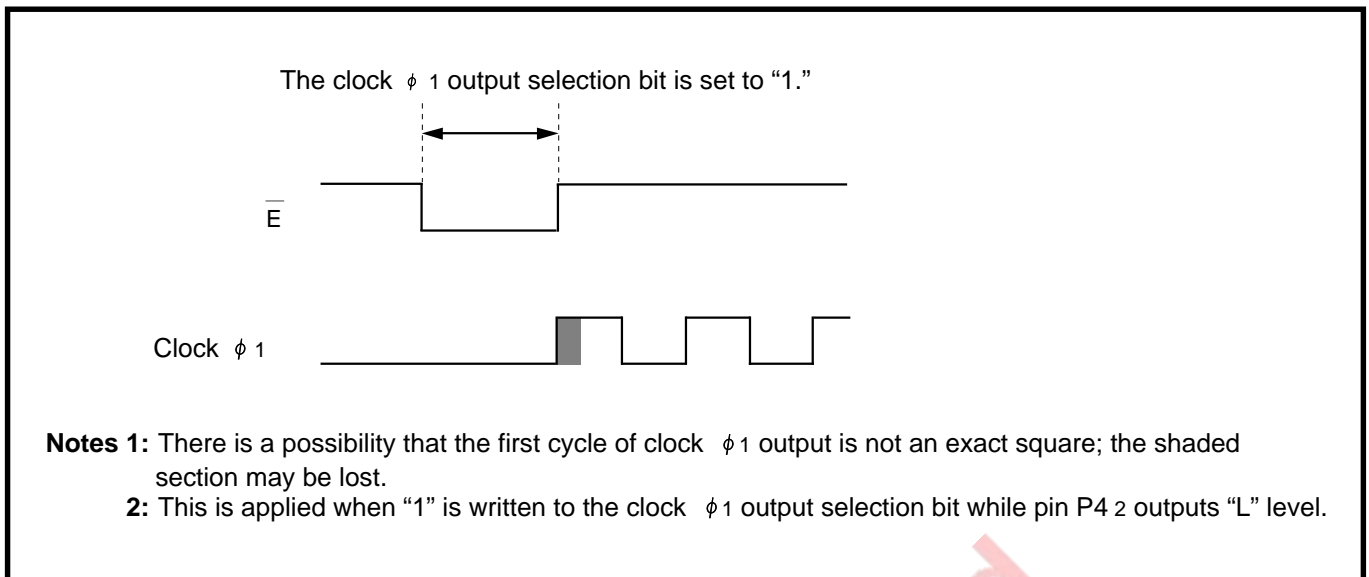 The clock ϕ 1 output selection bit is set to “1.”
E̅
Clock ϕ 1
Notes 1: There is a possibility that the first cycle of clock ϕ 1 output is not an exact square; the shaded
section may be lost.
2: This is applied when “1” is written to the clock ϕ 1 output selection bit while pin P4 2 outputs “L” level.